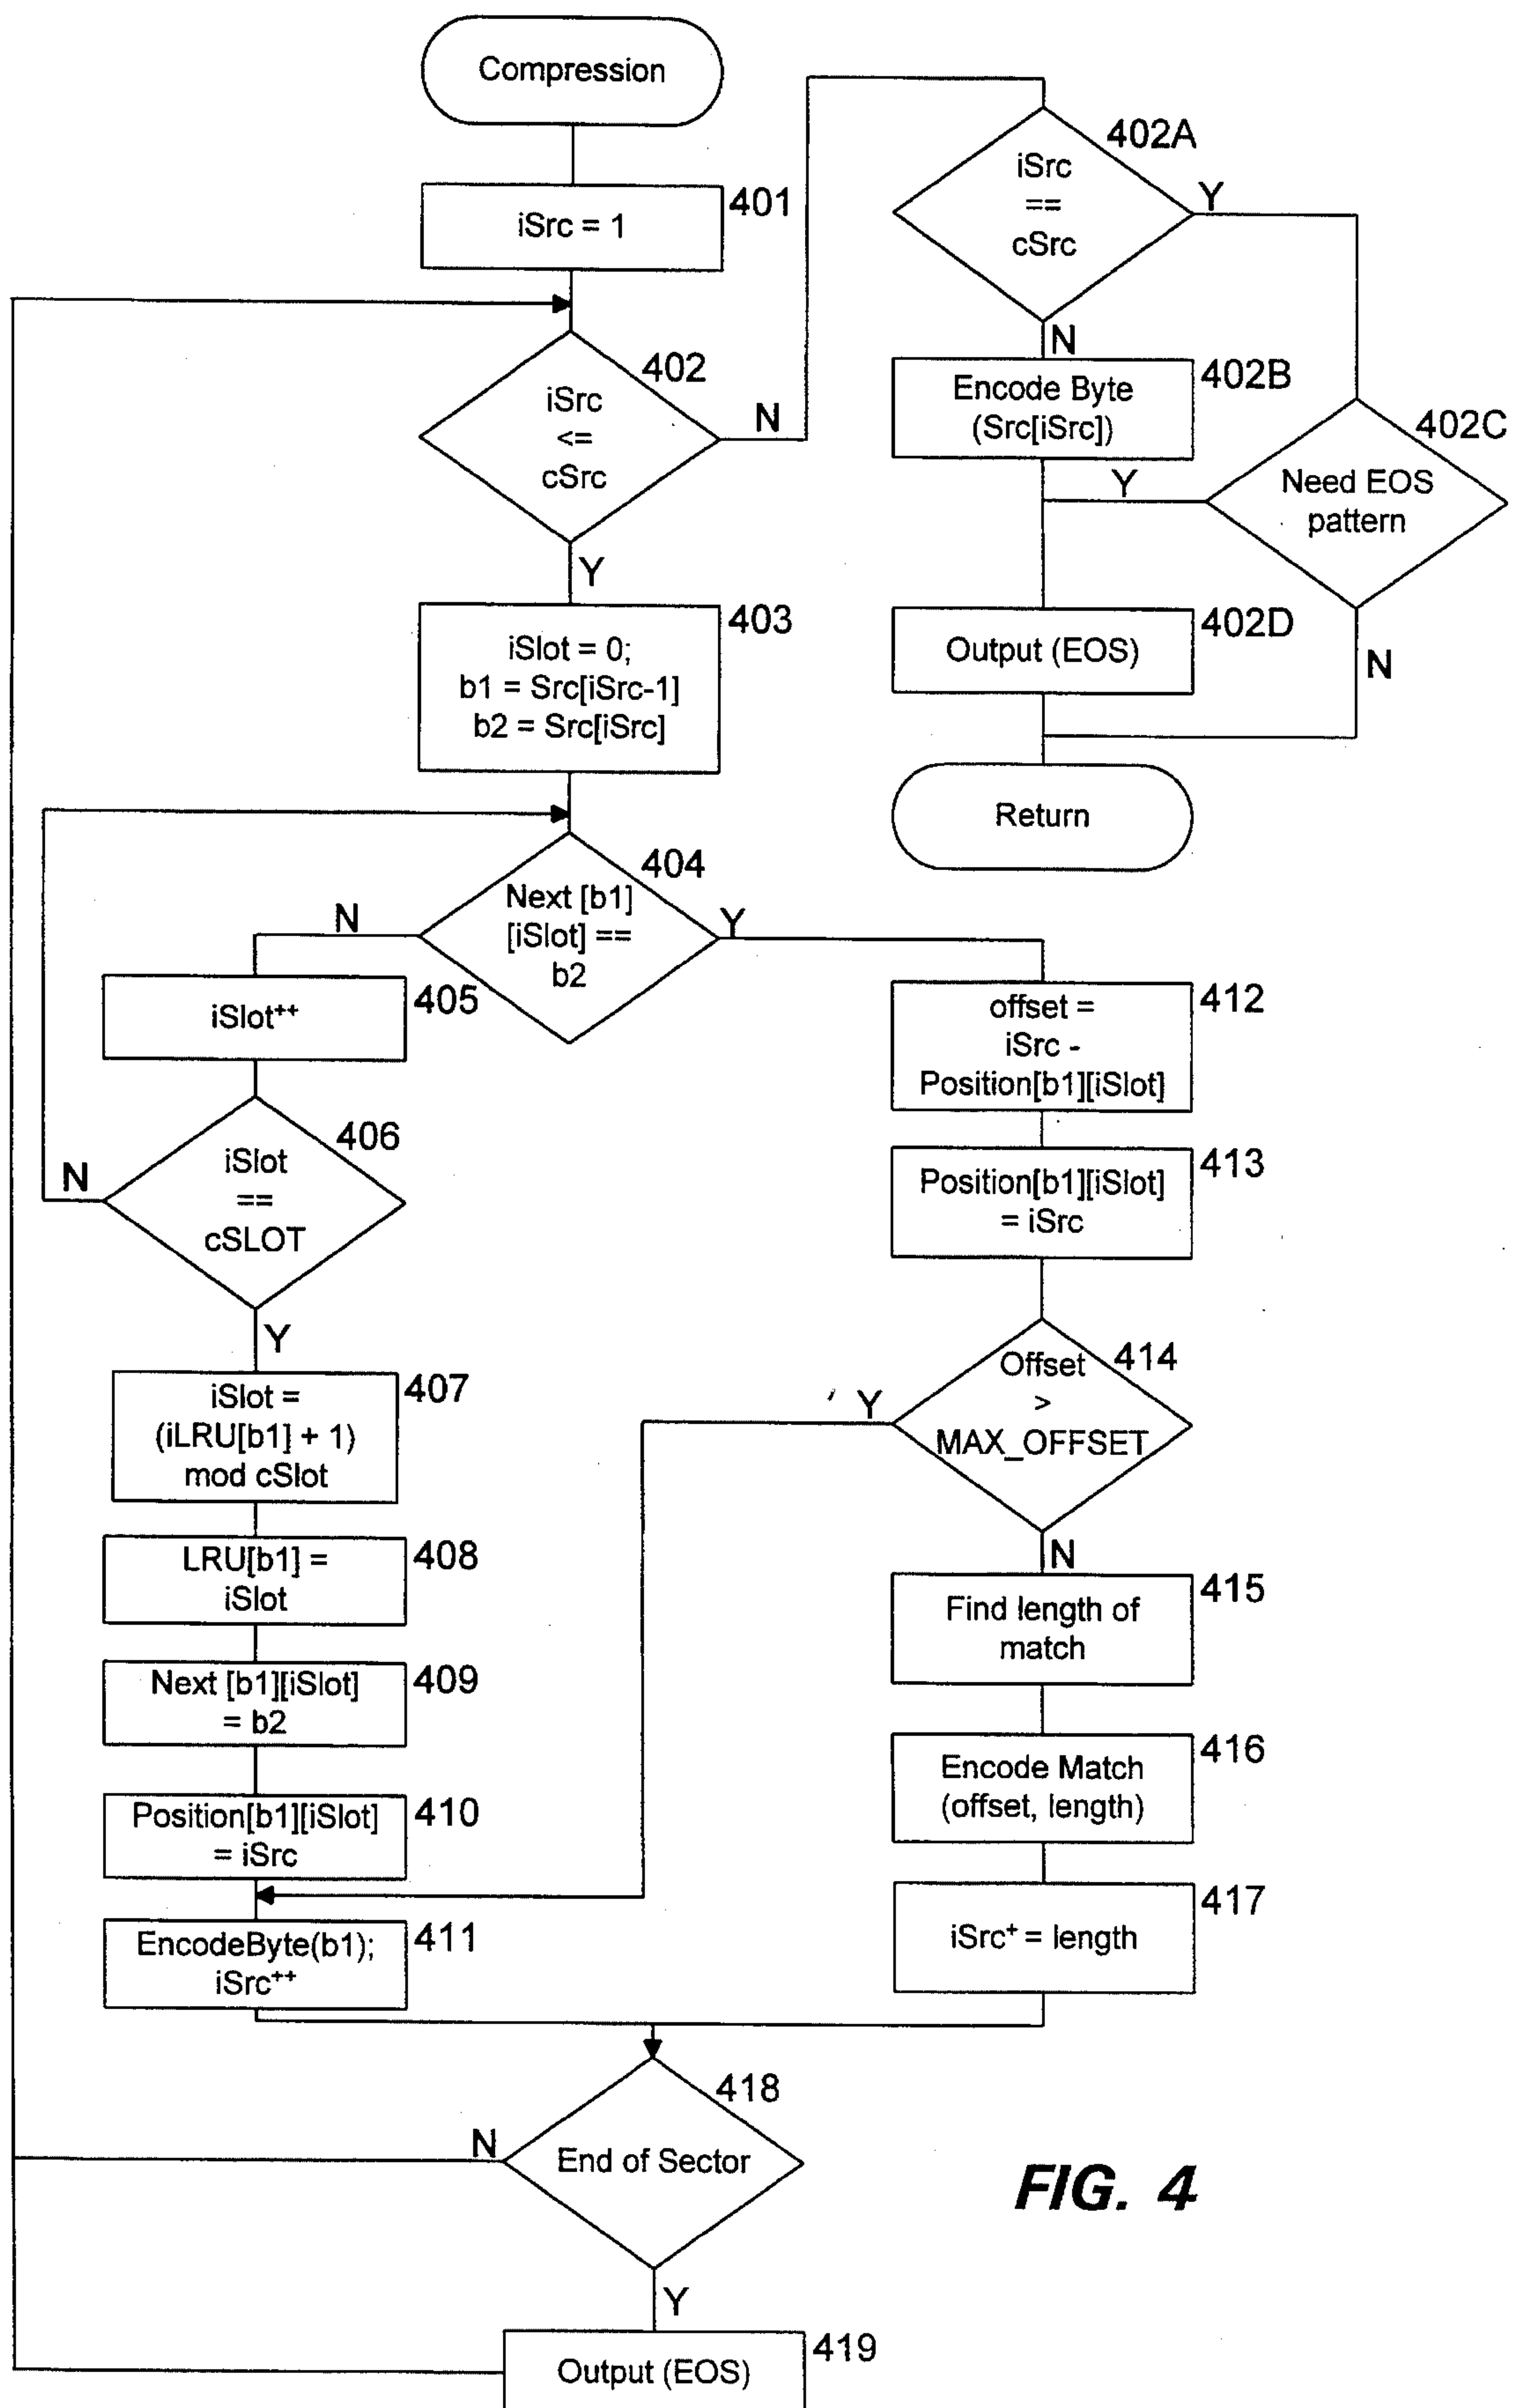 Compression
401
iSrc = 1
402
iSrc
<=
cSrc
N
Y
402A
iSrc
==
cSrc
Y
N
402B
Encode Byte
(Src[iSrc])
402C
Need EOS
pattern
Y
N
402D
Output (EOS)
Return
403
iSlot = 0;
b1 = Src[iSrc-1]
b2 = Src[iSrc]
404
Next [b1]
[iSlot] ==
b2
N
Y
405
iSlot++
406
iSlot
==
cSLOT
N
Y
407
iSlot =
(iLRU[b1] + 1)
mod cSlot
408
LRU[b1] =
iSlot
409
Next [b1][iSlot]
= b2
410
Position[b1][iSlot]
= iSrc
411
EncodeByte(b1);
iSrc++
412
offset =
iSrc -
Position[b1][iSlot]
413
Position[b1][iSlot]
= iSrc
414
Offset
>
MAX_OFFSET
Y
N
415
Find length of
match
416
Encode Match
(offset, length)
417
iSrc+ = length
418
End of Sector
N
Y
419
Output (EOS)
FIG. 4